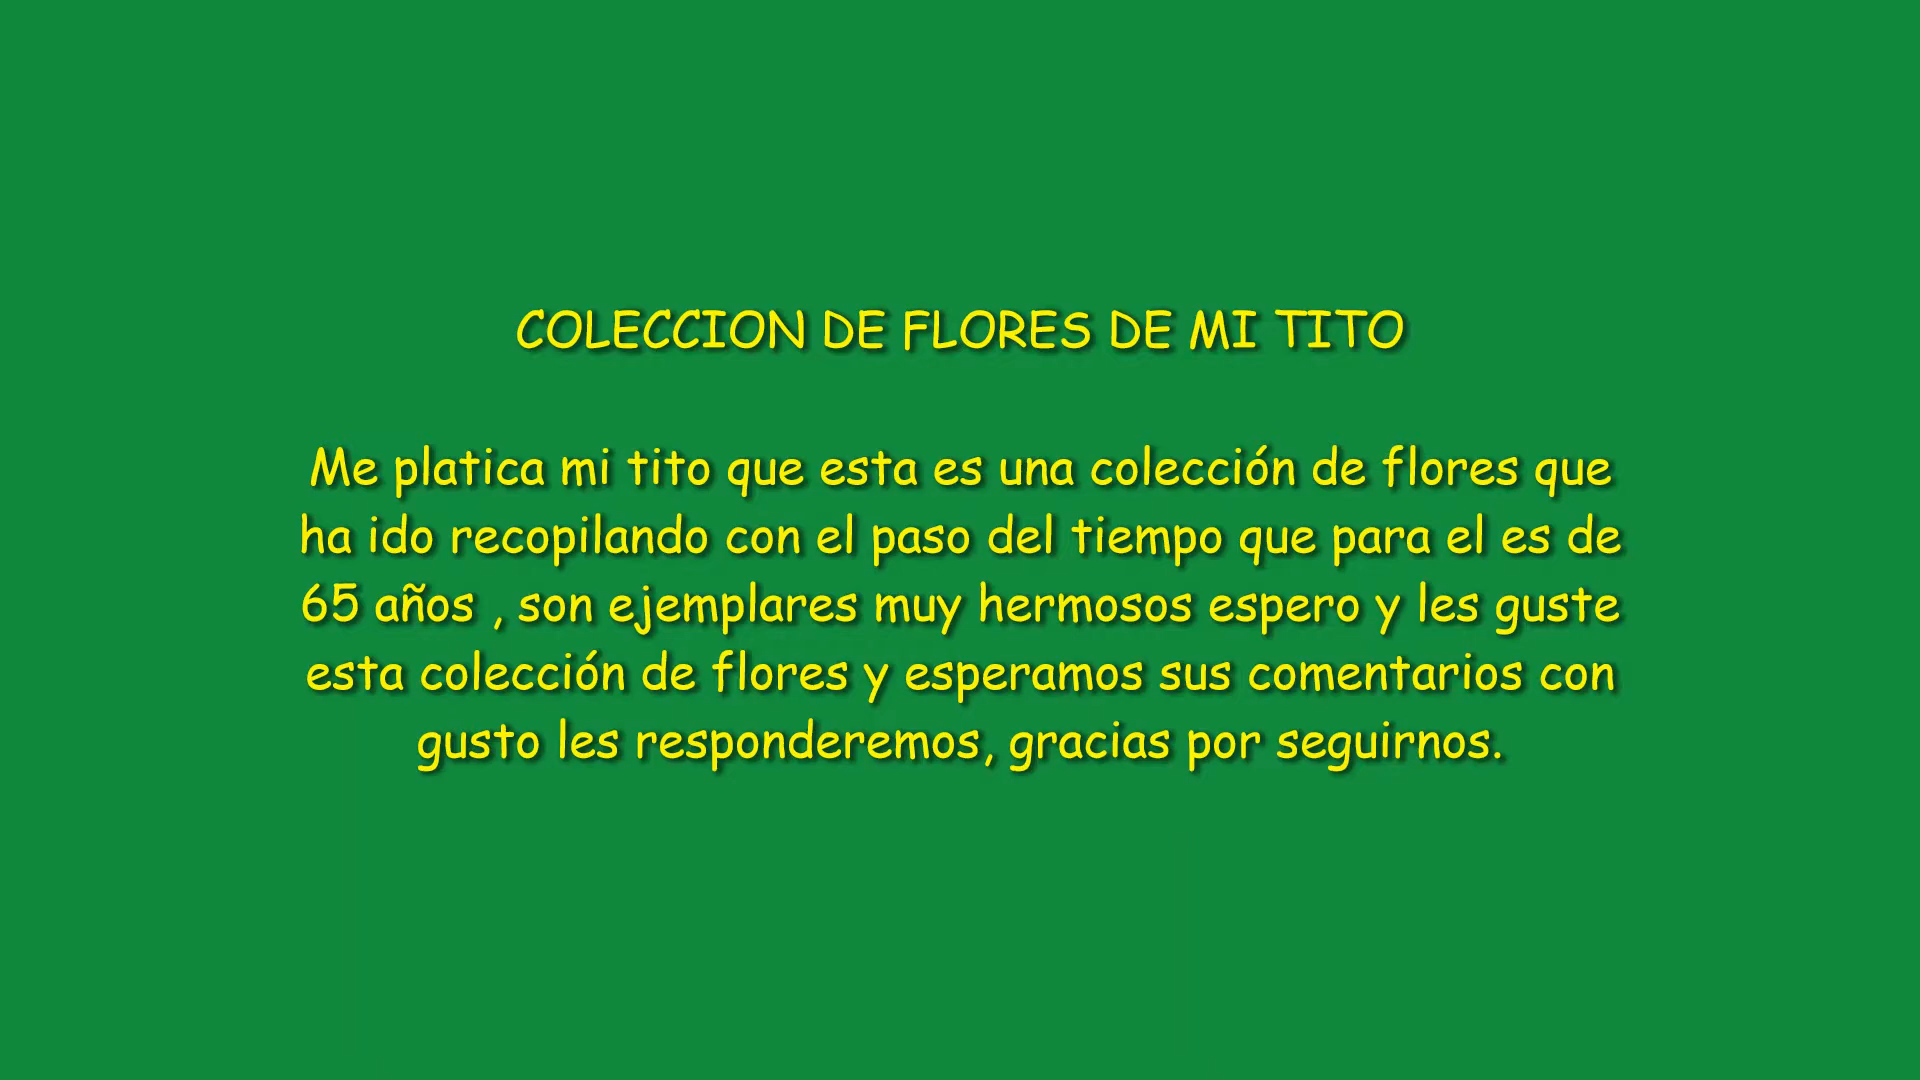 COLECCION DE FLORES DE MI TITO
Me platica mi tito que esta es una colección de flores que
ha ido recopilando con el paso del tiempo que para el es de
65 años , son ejemplares muy hermosos espero y les guste
esta colección de flores y esperamos sus comentarios con
gusto les responderemos, gracias por seguirnos.